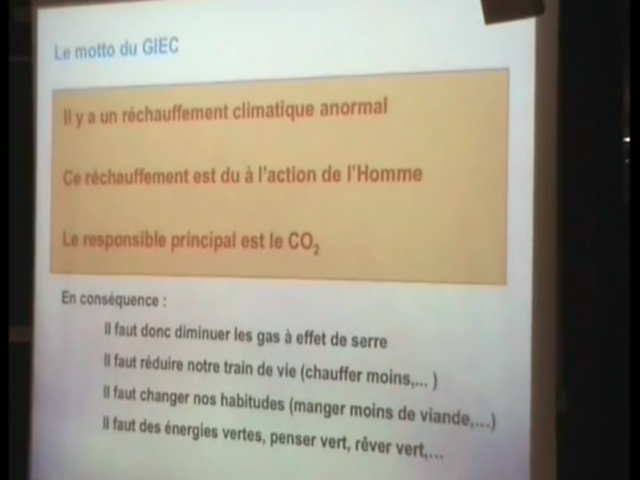 Le motto du GIEC
Il y a un réchauffement climatique anormal
Ce réchauffement est du à l'action de l'Homme
Le responsible principal est le CO₂
En conséquence :
Il faut donc diminuer les gas à effet de serre
Il faut réduire notre train de vie (chauffer moins,... )
Il faut changer nos habitudes (manger moins de viande,...)
Il faut des énergies vertes, penser vert, rêver vert,...